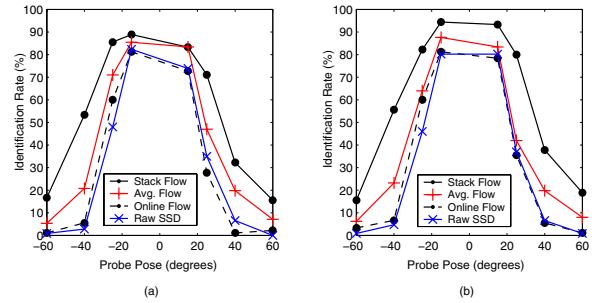 100
90
80
70
60
50
40
30
20
10
0
Identification Rate (%)
Stack Flow
Avg. Flow
Online Flow
Raw SSD
−60 −40 −20 0 20 40 60
Probe Pose (degrees)
(a)
100
90
80
70
60
50
40
30
20
10
0
Identification Rate (%)
Stack Flow
Avg. Flow
Online Flow
Raw SSD
−60 −40 −20 0 20 40 60
Probe Pose (degrees)
(b)